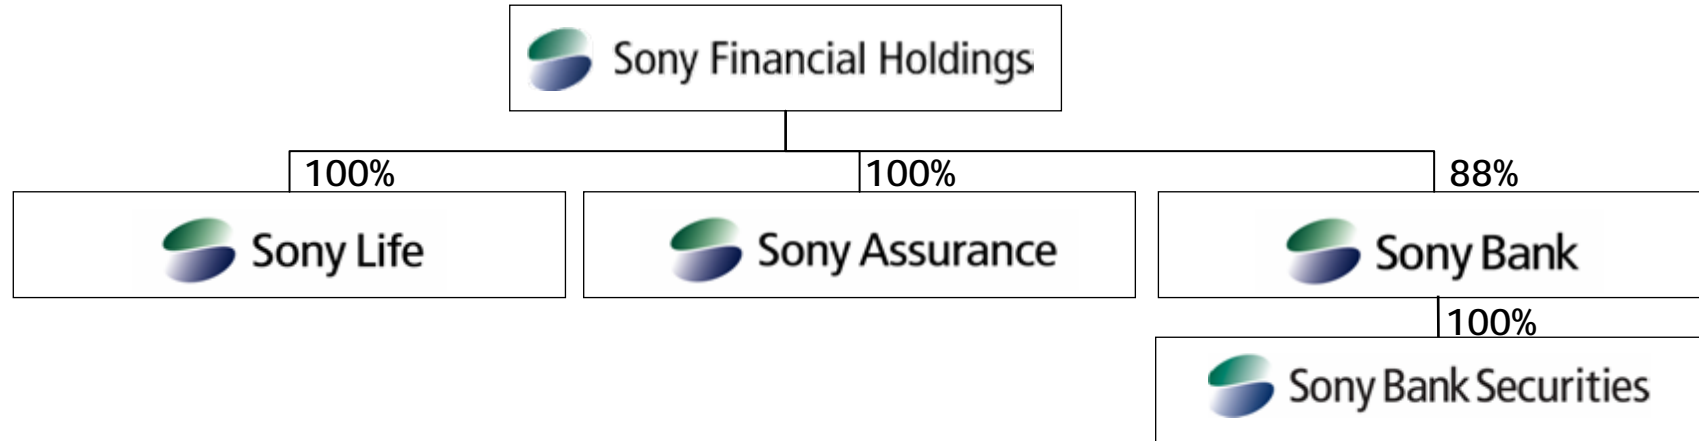 Sony Financial Holdings
100%
100%
88%
Sony Life
Sony Assurance
Sony Bank
100%
Sony Bank Securities